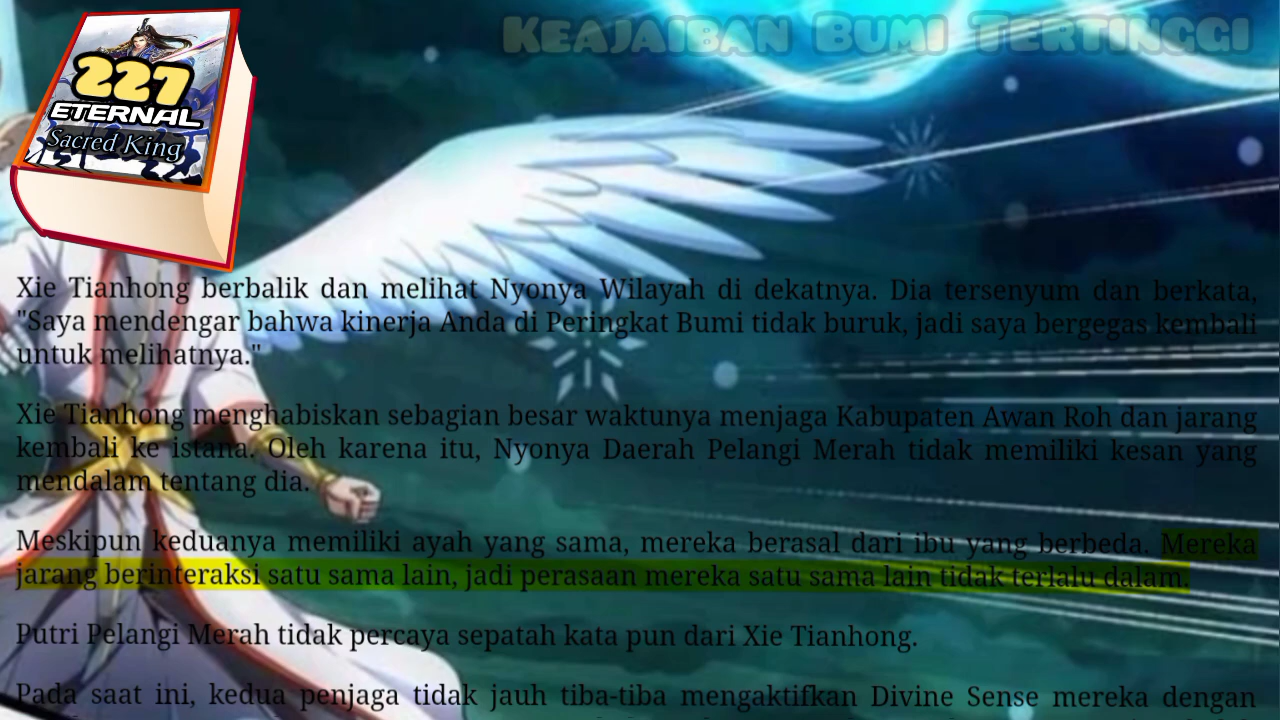 Keajaiban Bumi Tertinggi
227
ETERNAL
Sacred King
Xie Tianhong berbalik dan melihat Nyonya Wilayah di dekatnya. Dia tersenyum dan berkata,
"Saya mendengar bahwa kinerja Anda di Peringkat Bumi tidak buruk, jadi saya bergegas kembali
untuk melihatnya."
Xie Tianhong menghabiskan sebagian besar waktunya menjaga Kabupaten Awan Roh dan jarang
kembali ke istana. Oleh karena itu, Nyonya Daerah Pelangi Merah tidak memiliki kesan yang
mendalam tentang dia.
Meskipun keduanya memiliki ayah yang sama, mereka berasal dari ibu yang berbeda. Mereka
jarang berinteraksi satu sama lain, jadi perasaan mereka satu sama lain tidak terlalu dalam.
Putri Pelangi Merah tidak percaya sepatah kata pun dari Xie Tianhong.
Pada saat ini, kedua penjaga tidak jauh tiba-tiba mengaktifkan Divine Sense mereka dengan